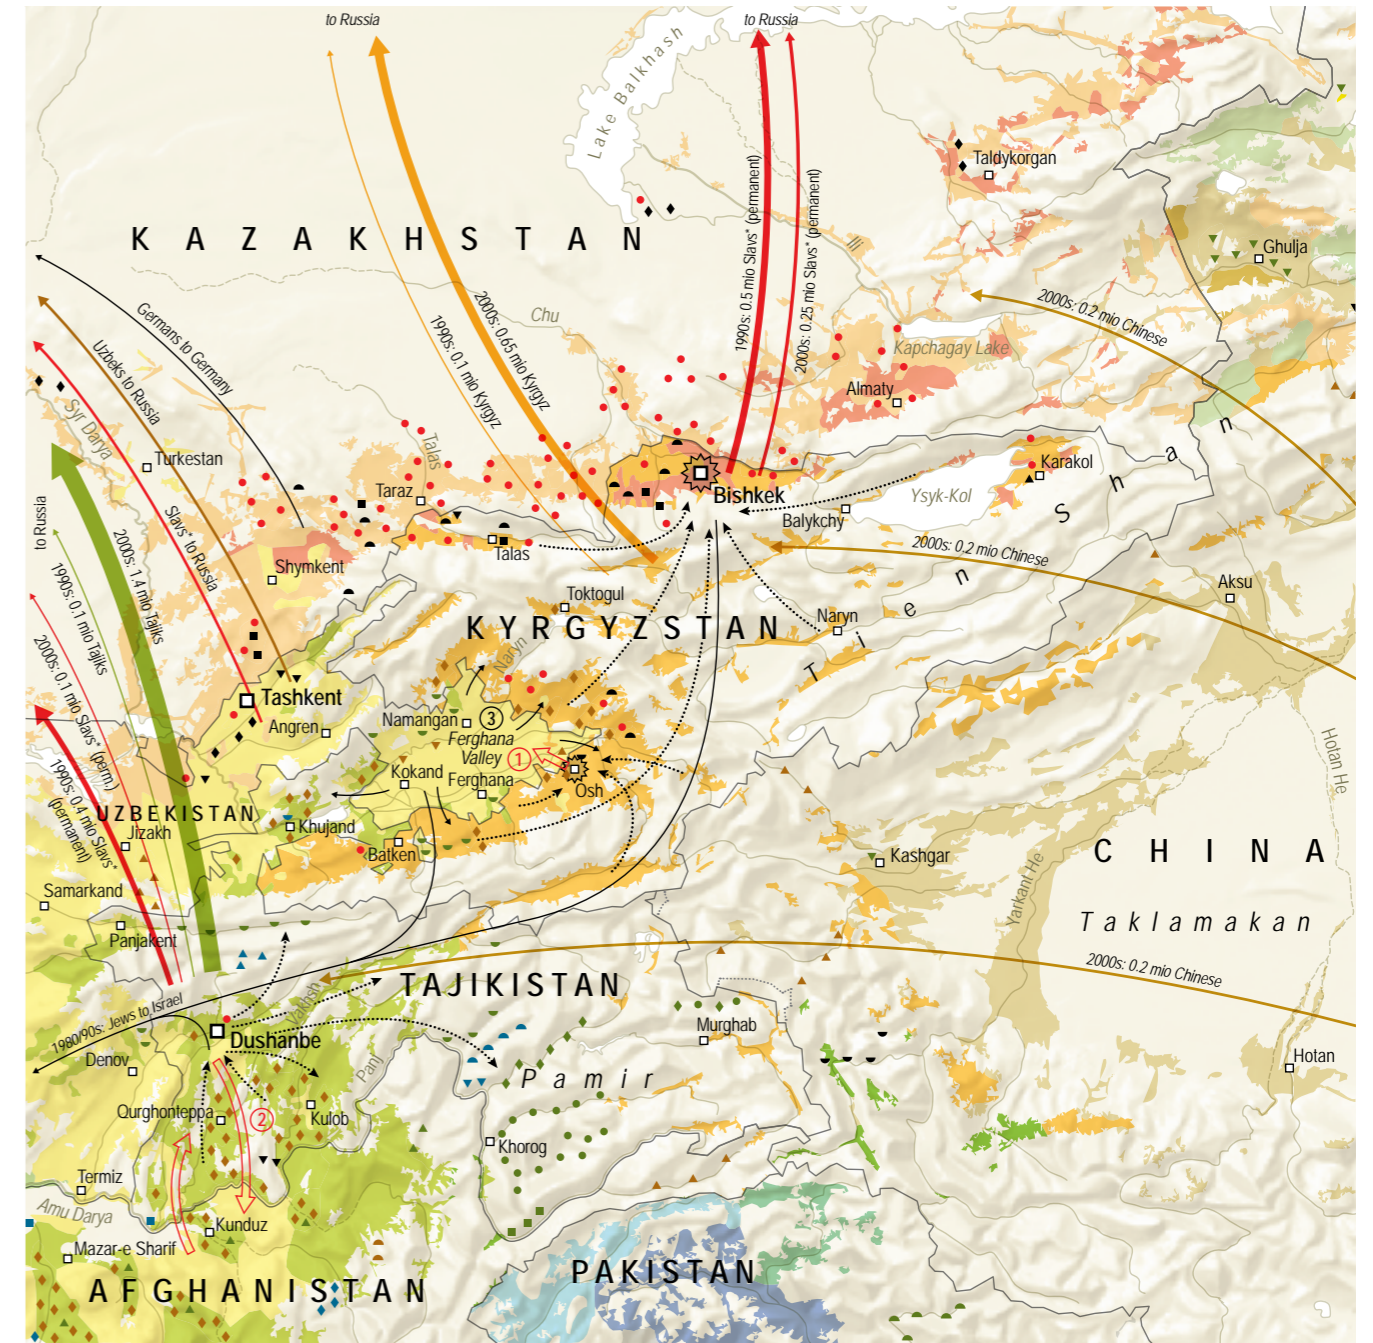 to Russia
to Russia
Lake Balkhash
Taldykorgan
KAZAKHSTAN
Ili
Ghulja
1990s: 0.5 mio Slavs* (permanent)
2000s: 0.25 mio Slavs* (permanent)
Germans to Germany
Uzbeks to Russia
2000s: 0.65 mio Kyrgyz
1990s: 0.1 mio Kyrgyz
Chu
2000s: 0.2 mio Chinese
Kapchagay Lake
Almaty
Syr Darya
Turkestan
Talas
Taraz
Bishkek
Karakol
Ysyk-Kol
Balykchy
Tien Shan
to Russia
Slavs* to Russia
2000s: 1.4 mio Tajiks
1990s: 0.1 mio Tajiks
Shymkent
Talas
2000s: 0.2 mio Chinese
Aksu
Toktogul
KYRGYZSTAN
Naryn
Naryn
2000s: 0.1 mio Slavs* (perm.)
Tashkent
Angren
Namangan
3
Ferghana
Valley
1
Hotan He
1990s: 0.4 mio Slavs*
(permanent)
Kokand
Ferghana
Osh
UZBEKISTAN
Jizakh
Khujand
Batken
Kashgar
CHINA
Samarkand
Yarkant He
Panjakent
Taklamakan
TAJIKISTAN
2000s: 0.2 mio Chinese
Vakhsh
1980/90s: Jews to Israel
Dushanbe
Murghab
Denov
Panj
Pamir
Hotan
Qurghonteppa
2
Kulob
Khorog
Termiz
Amu Darya
Kunduz
Mazar-e Sharif
AFGHANISTAN
PAKISTAN